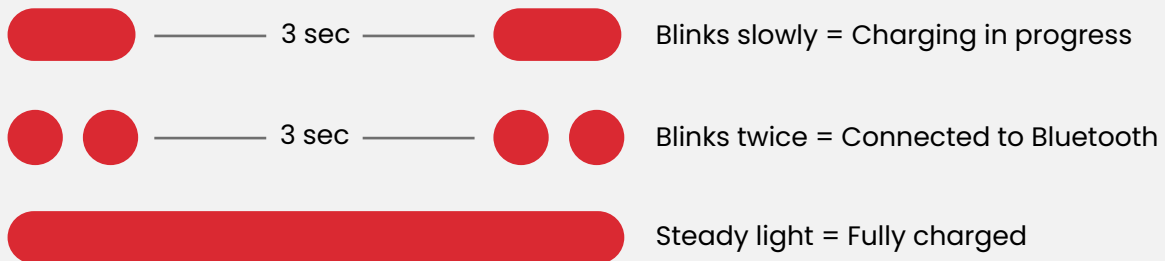 3 sec Blinks slowly = Charging in progress
3 sec Blinks twice = Connected to Bluetooth
Steady light = Fully charged